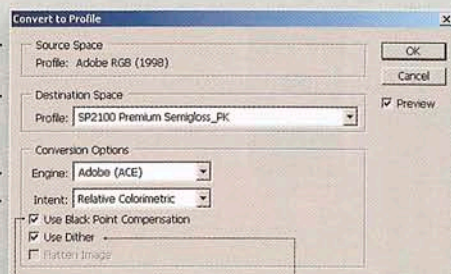 Convert to Profile
Source Space
Profile: Adobe RGB (1998)
OK
Cancel
Preview
Destination Space
Profile: SP2100 Premium Semigloss_PK
Conversion Options
Engine: Adobe (ACE)
Intent: Relative Colorimetric
Use Black Point Compensation
Use Dither
Flatten Image